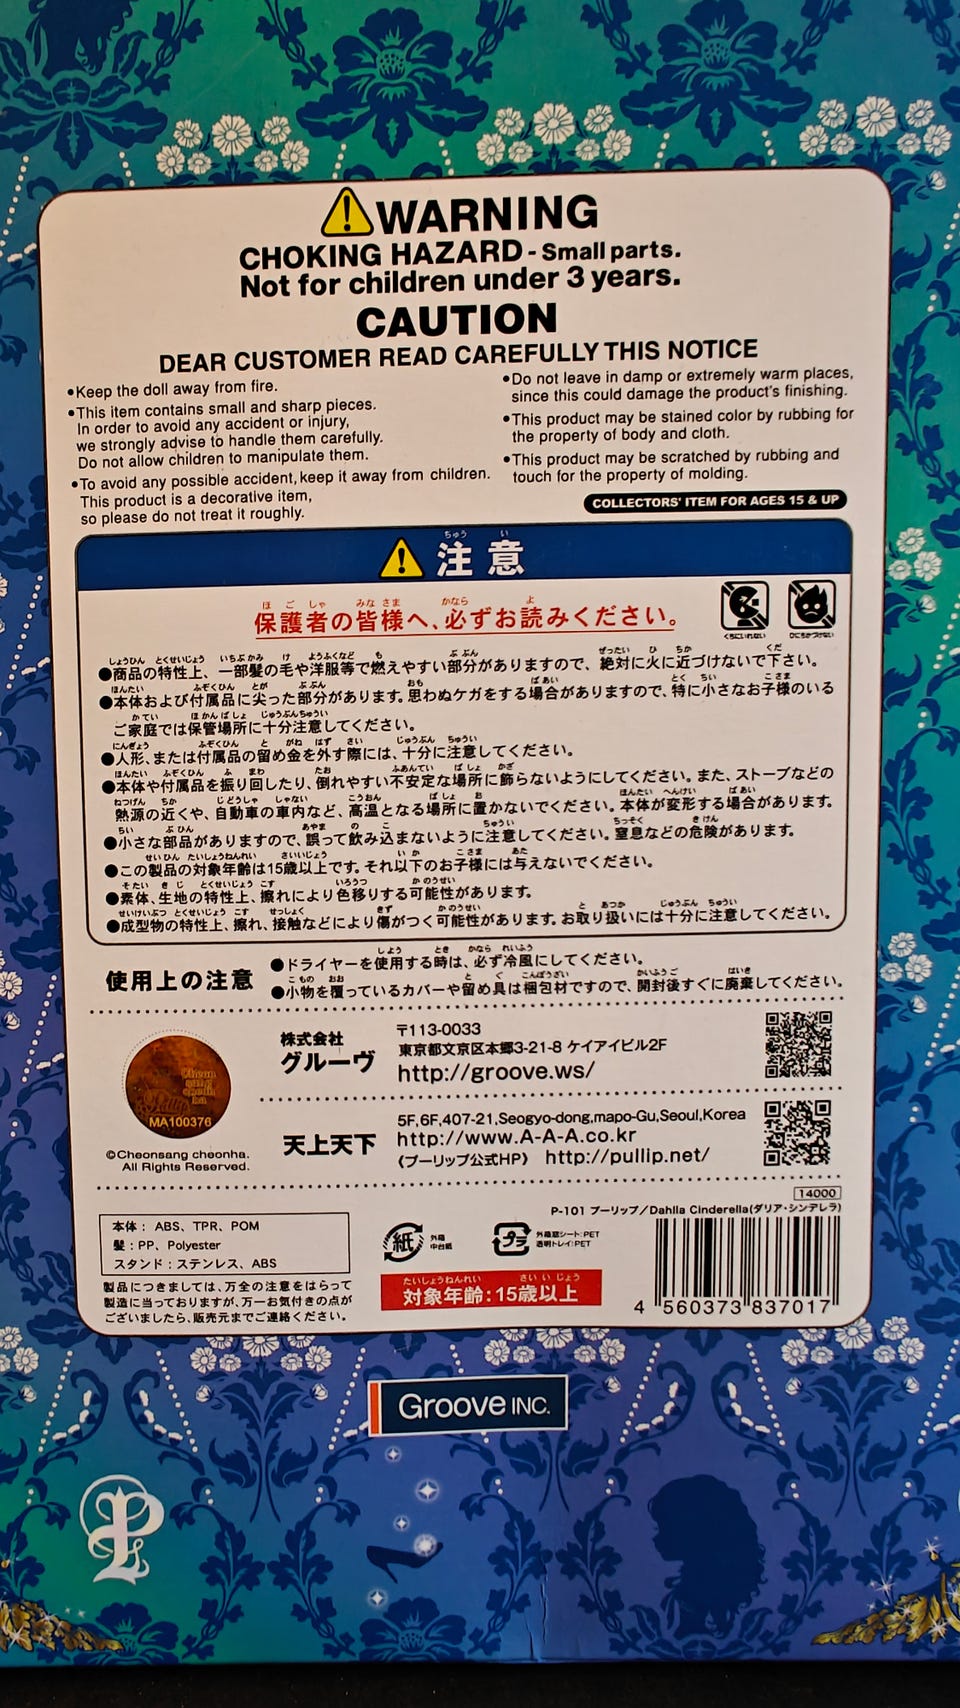 WARNING
CHOKING HAZARD - Small parts.
Not for children under 3 years.
CAUTION
DEAR CUSTOMER READ CAREFULLY THIS NOTICE
•Keep the doll away from fire.
•This item contains small and sharp pieces.
In order to avoid any accident or injury,
we strongly advise to handle them carefully.
Do not allow children to manipulate them.
•To avoid any possible accident,keep it away from children.
This product is a decorative item,
so please do not treat it roughly.
•Do not leave in damp or extremely warm places,
since this could damage the product's finishing.
•This product may be stained color by rubbing for
the property of body and cloth.
•This product may be scratched by rubbing and
touch for the property of molding.
COLLECTORS' ITEM FOR AGES 15 & UP
注意
保護者の皆様へ、必ずお読みください。
くちにいれない
ひにちかづけない
●商品の特性上、一部髪の毛や洋服等で燃えやすい部分がありますので、絶対に火に近づけないで下さい。
●本体および付属品に尖った部分があります。思わぬケガをする場合がありますので、特に小さなお子様のいる
ご家庭では保管場所に十分注意してください。
●人形、または付属品の留め金を外す際には、十分に注意してください。
●本体や付属品を振り回したり、倒れやすい不安定な場所に飾らないようにしてください。また、ストーブなどの
熱源の近くや、自動車の車内など、高温となる場所に置かないでください。本体が変形する場合があります。
●小さな部品がありますので、誤って飲み込まないように注意してください。窒息などの危険があります。
●この製品の対象年齢は15歳以上です。それ以下のお子様には与えないでください。
●素体、生地の特性上、擦れにより色移りする可能性があります。
●成型物の特性上、擦れ、接触などにより傷がつく可能性があります。お取り扱いには十分に注意してください。
使用上の注意
●ドライヤーを使用する時は、必ず冷風にしてください。
●小物を覆っているカバーや留め具は梱包材ですので、開封後すぐに廃棄してください。
株式会社
グルーヴ
〒113-0033
東京都文京区本郷3-21-8 ケイアイビル2F
http://groove.ws/
MA100376
©Cheonsang cheonha.
All Rights Reserved.
天上天下
5F,6F,407-21,Seogyo-dong,mapo-Gu,Seoul,Korea
http://www.A-A-A.co.kr
《プーリップ公式HP》 http://pullip.net/
14000
P-101 プーリップ/Dahlia Cinderella(ダリア・シンデレラ)
本体： ABS、TPR、POM
髪：PP、Polyester
スタンド：ステンレス、ABS
製品につきましては、万全の注意をはらって
製造に当っておりますが、万一お気付きの点が
ございましたら、販売元までご連絡ください。
紙
外箱
中台紙
プラ
外箱窓シート:PET
透明トレイ:PET
対象年齢：15歳以上
4 560373 837017
Groove INC.
P